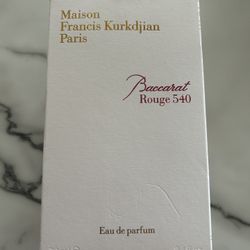 Maison
Francis Kurkdjian
Paris
Baccarat
Rouge 540
Eau de parfum